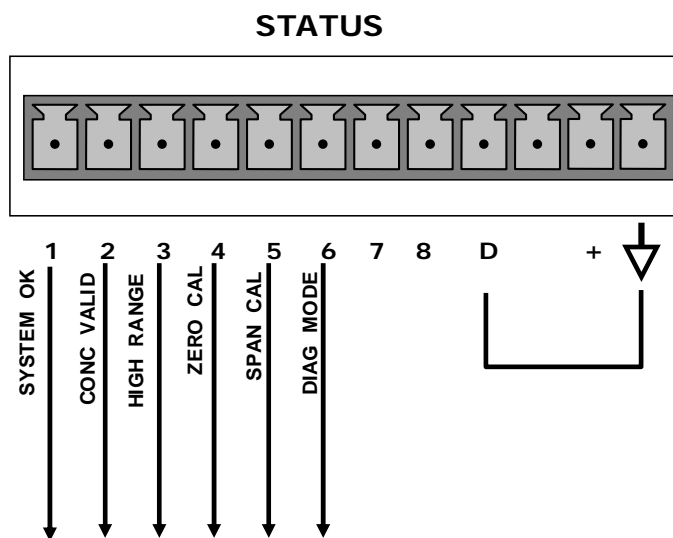 STATUS
1 2 3 4 5 6 7 8 D +
SYSTEM OK
CONC VALID
HIGH RANGE
ZERO CAL
SPAN CAL
DIAG MODE